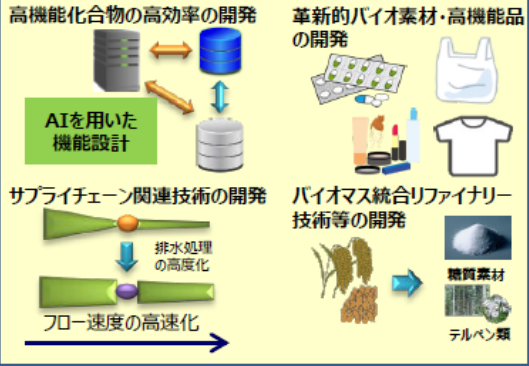 高機能化合物の高効率の開発
AIを用いた
機能設計
革新的バイオ素材・高機能品
の開発
サプライチェーン関連技術の開発
排水処理
の高度化
フロー速度の高速化
バイオマス統合リファイナリー
技術等の開発
糖質素材
テルペン類